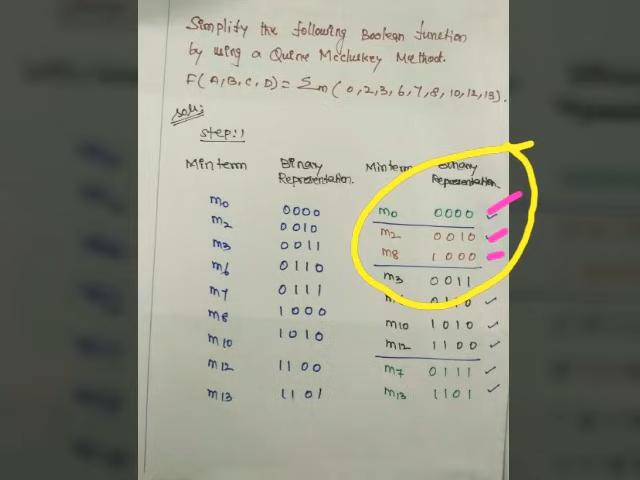 Simplify the following Boolean function
by using a Quine Mccluskey Method.
F(A,B,C,D) = Σm(0,2,3,6,7,8,10,12,13).
Soln:
Step:1
Minterm Binary Representation. Minterm Binary Representation.
m0 0000 m0 0000 ✓
m2 0010 m2 0010 ✓
m3 0011 m8 1000
m6 0110 m3 0011
m7 0111 0110 ✓
m8 1000 m10 1010 ✓
m10 1010 m12 1100 ✓
m12 1100 m7 0111 ✓
m13 1101 m13 1101 ✓